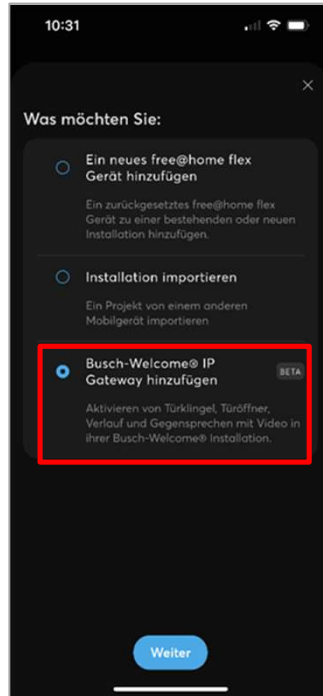 10:31
Was möchten Sie:
Ein neues free@home flex
Gerät hinzufügen
Ein zurückgesetztes free@home flex
Gerät zu einer bestehenden oder neuen
Installation hinzufügen.
Installation importieren
Ein Projekt von einem anderen
Mobilgerät importieren
Busch-Welcome® IP
Gateway hinzufügen
BETA
Aktivieren von Türklingel, Türöffner,
Verlauf und Gegensprechen mit Video in
ihrer Busch-Welcome® Installation.
Weiter